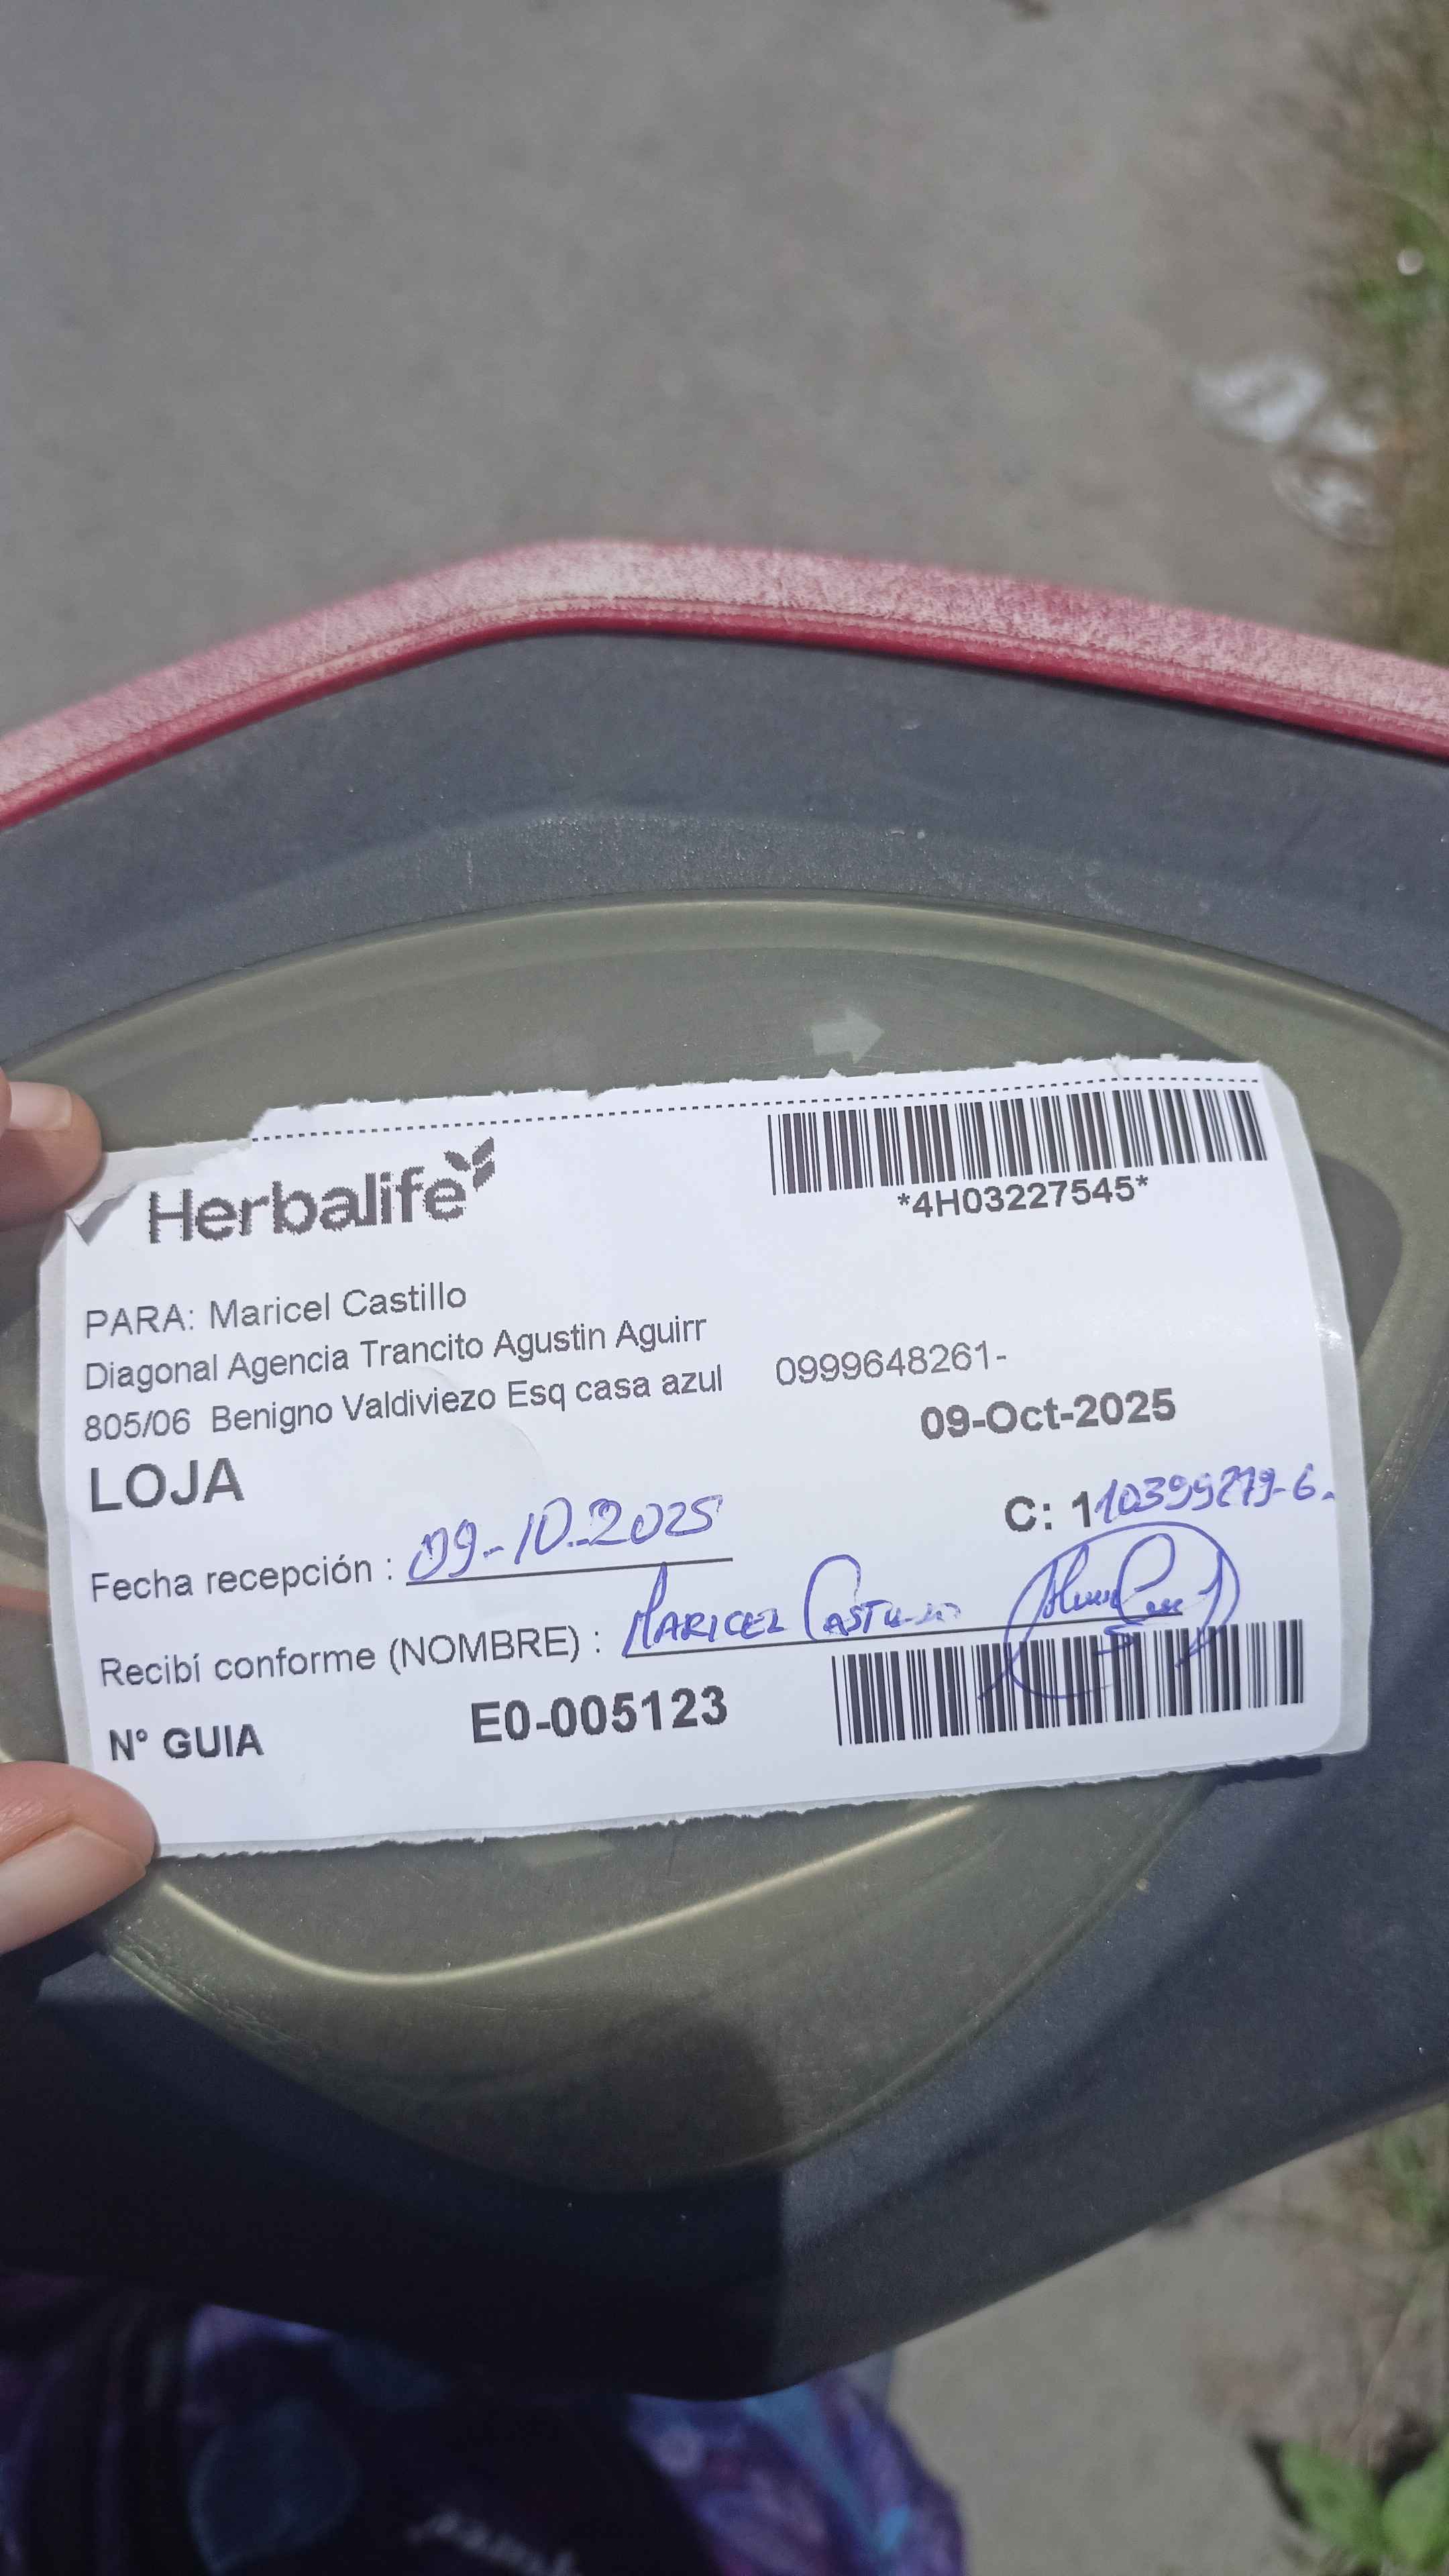 Herbalife
*4H03227545*
PARA: Maricel Castillo
Diagonal Agencia Trancito Agustin Aguirr
805/06 Benigno Valdiviezo Esq casa azul 0999648261-
09-Oct-2025
LOJA
C: 110399279-6.
Fecha recepción : 09-10-2025
Recibí conforme (NOMBRE) : MARICEL CASTILLO
N° GUIA E0-005123